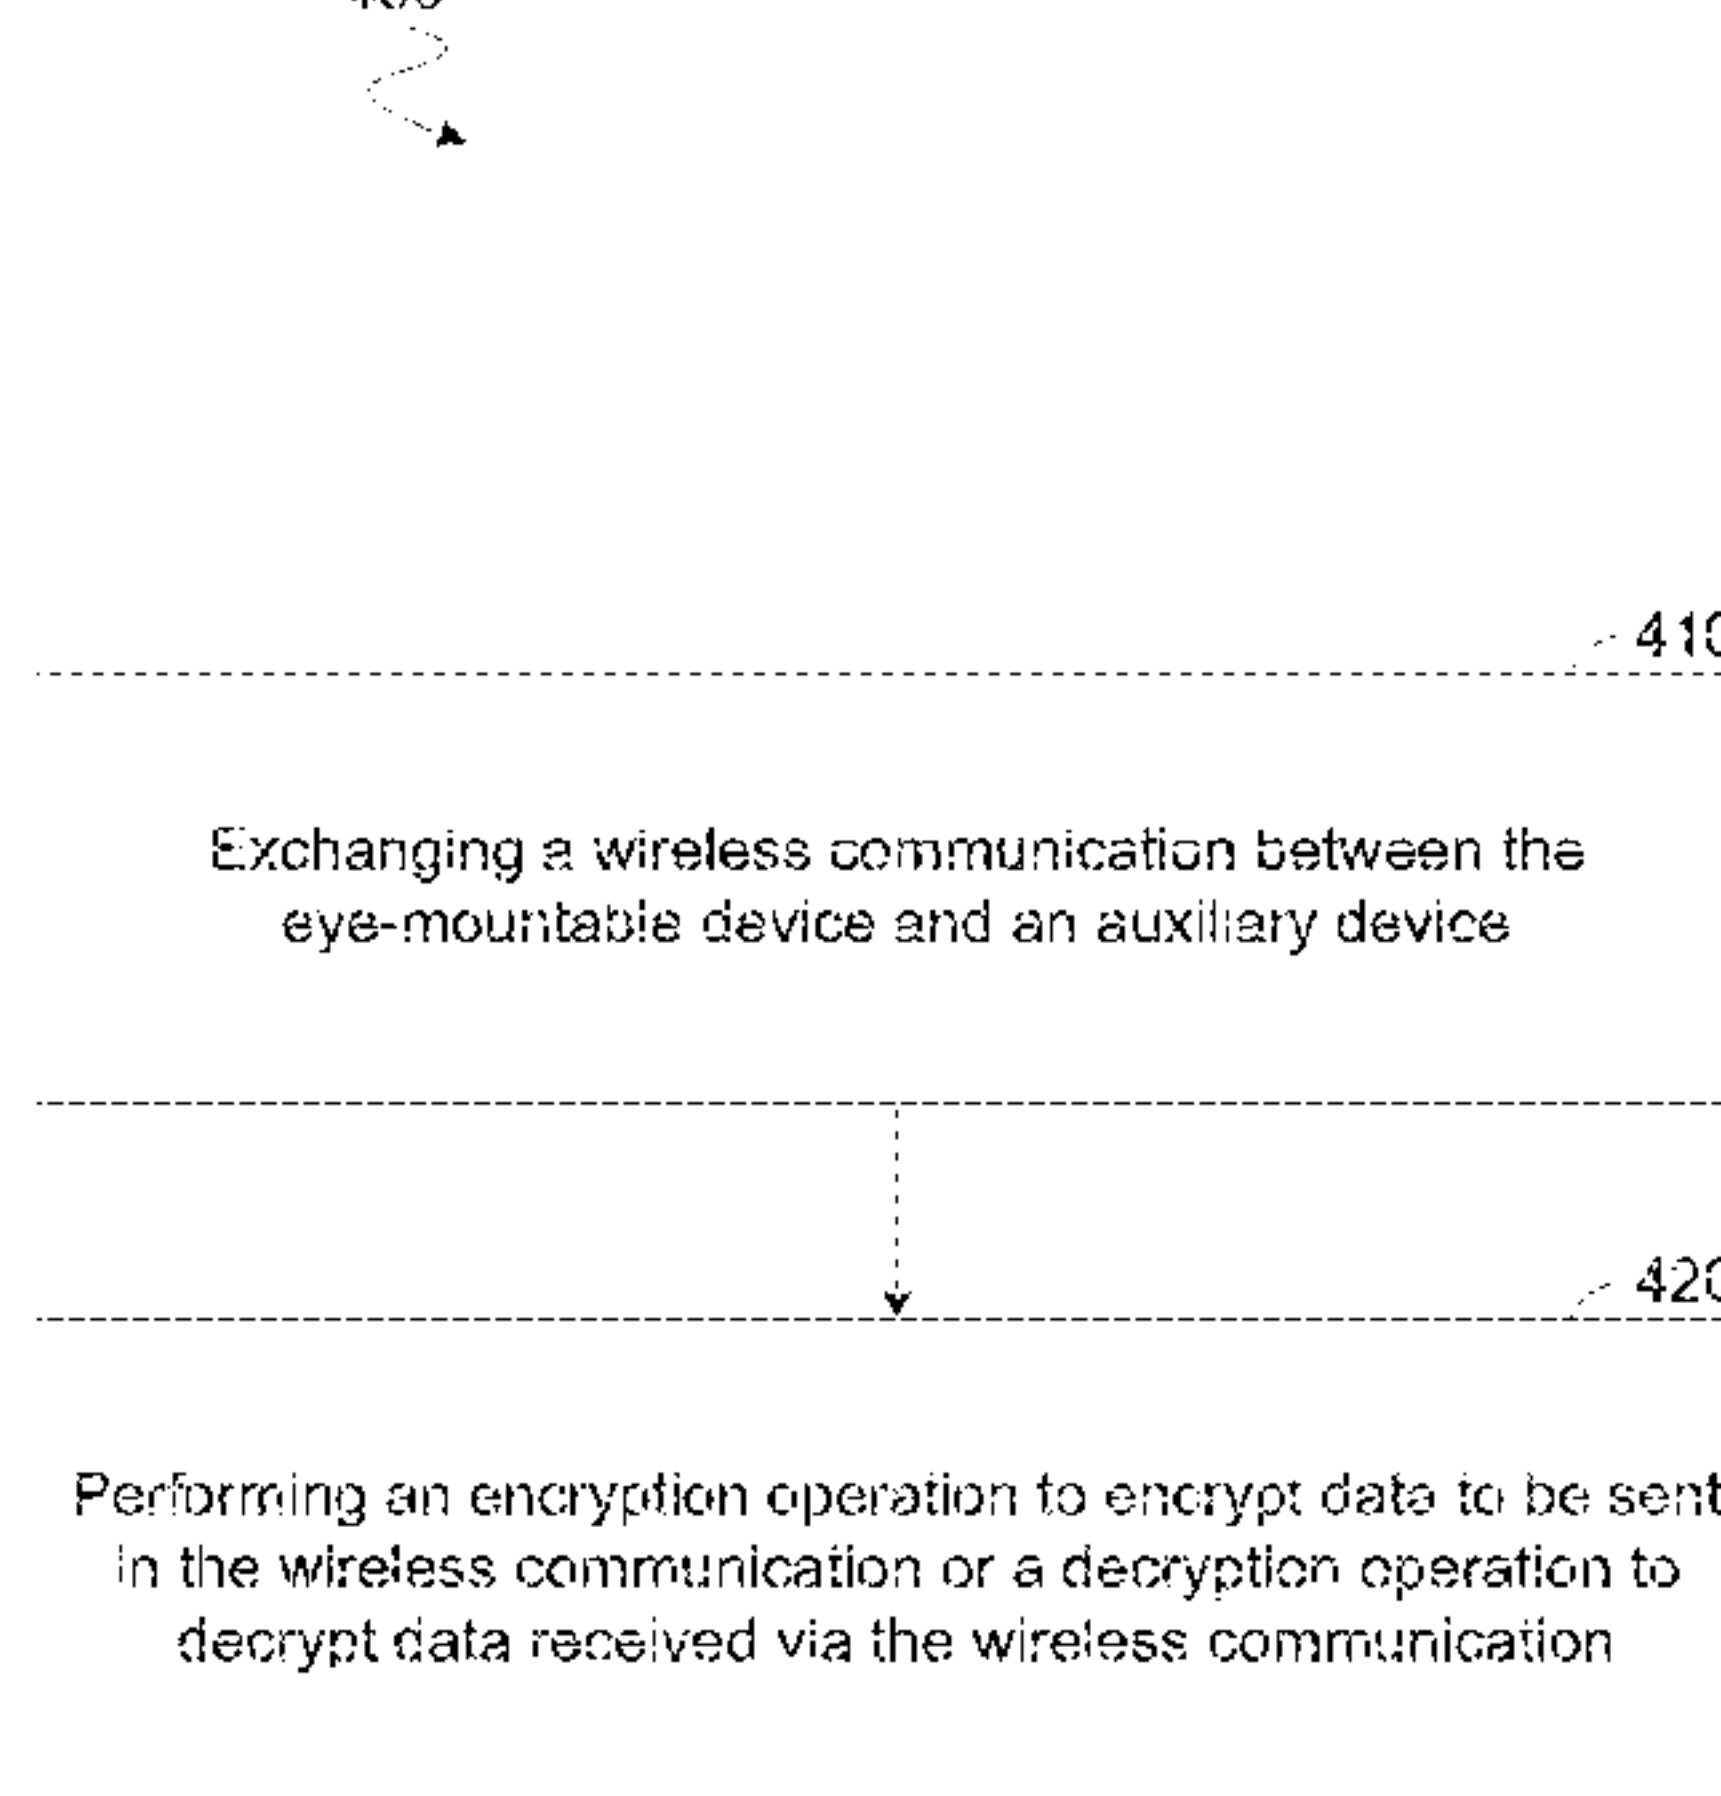 410
Exchanging a wireless communication between the
eye-mountable device and an auxiliary device
420
Performing an encryption operation to encrypt data to be sent
in the wireless communication or a decryption operation to
decrypt data received via the wireless communication